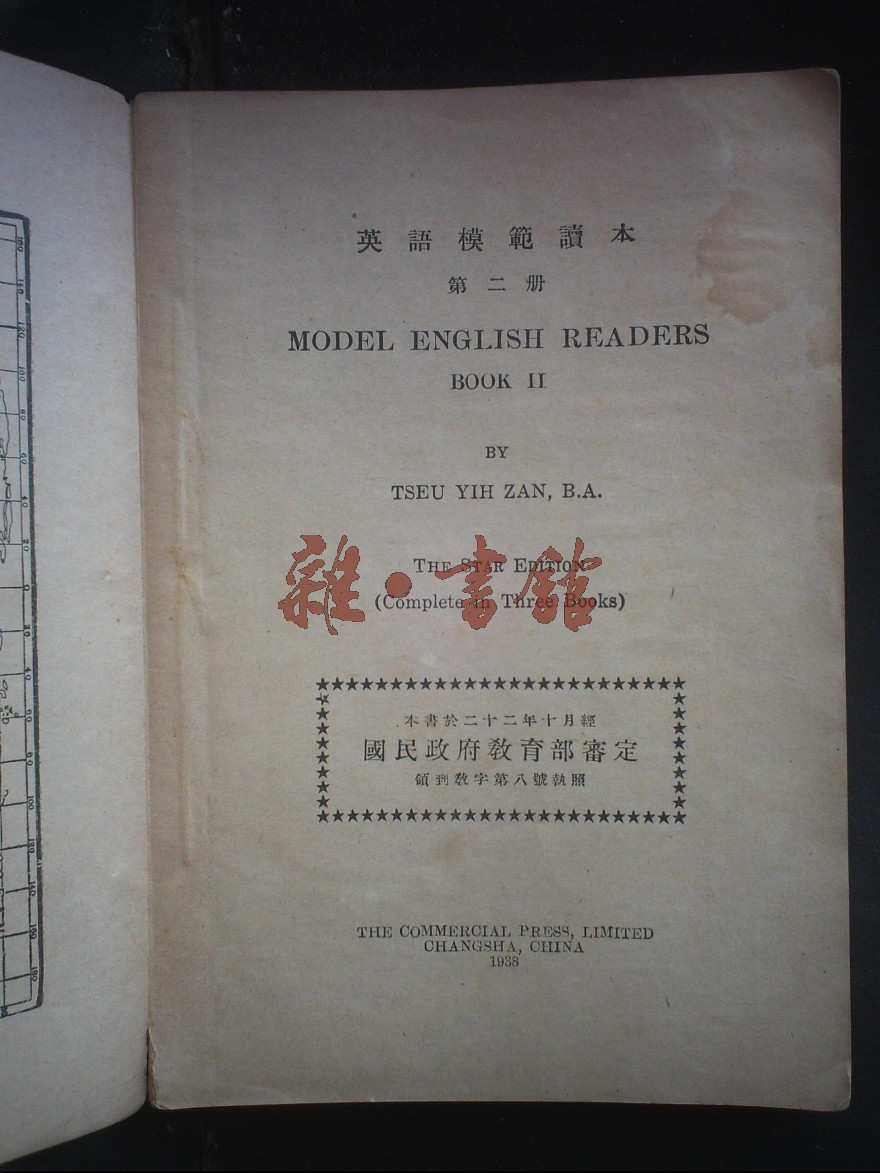 英語模範讀本
第二册
MODEL ENGLISH READERS
BOOK II
BY
TSEU YIH ZAN, B.A.
THE STAR EDITION
(Complete in Three Books)
雜·書館
本書於二十二年十月經
國民政府教育部審定
領到教字第八號執照
THE COMMERCIAL PRESS, LIMITED
CHANGSHA, CHINA
1938